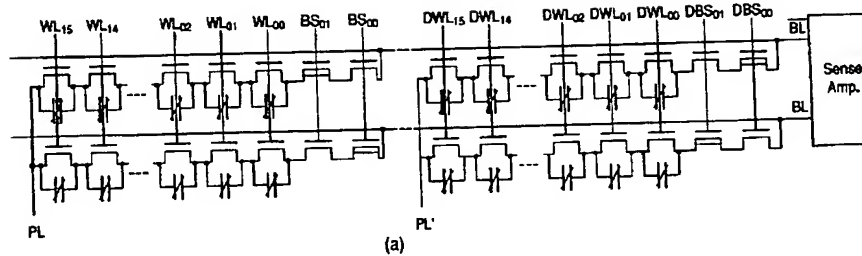 WL15 WL14 WL02 WL01 WL00 BS01 BS00 DWL15 DWL14 DWL02 DWL01 DWL00 DBS01 DBS00
BL
Sense
Amp.
BL
PL PL'
(a)